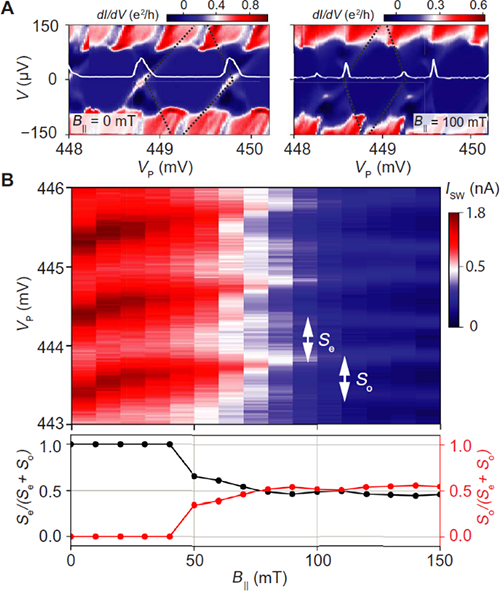 A
dI/dV (e²/h)
0 0.4 0.8
dI/dV (e²/h)
0 0.3 0.6
150
0
−150
V (μV)
B|| = 0 mT
B|| = 100 mT
448 449 450
448 449 450
VP (mV)
VP (mV)
B
446
445
444
443
VP (mV)
ISW (nA)
1.8
0.5
0
Se
So
1.0
0.5
0.0
Se/(Se + So)
1.0
0.5
0.0
So/(Se + So)
0 50 100 150
B|| (mT)